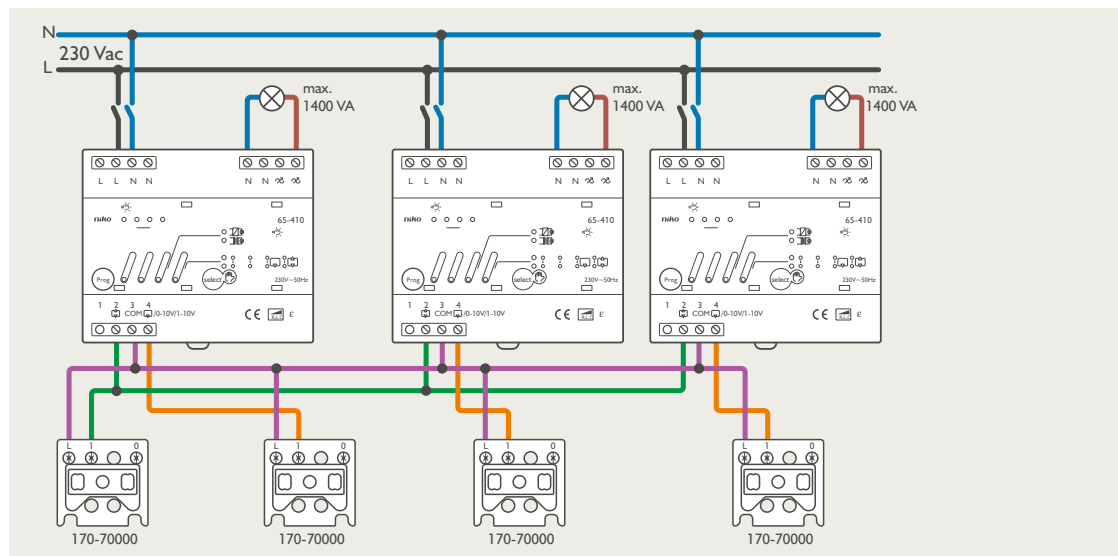 N
230 Vac
L
max. 1400 VA max. 1400 VA max. 1400 VA
L L N N N N L L N N N N L L N N N N
niko 65-410 niko 65-410 niko 65-410
Prog select 230V~50Hz Prog select 230V~50Hz Prog select 230V~50Hz
1 2 3 4 1 2 3 4 1 2 3 4
COM /0-10V/1-10V CE ε COM /0-10V/1-10V CE ε COM /0-10V/1-10V CE ε
L 1 0 L 1 0 L 1 0 L 1 0
170-70000 170-70000 170-70000 170-70000